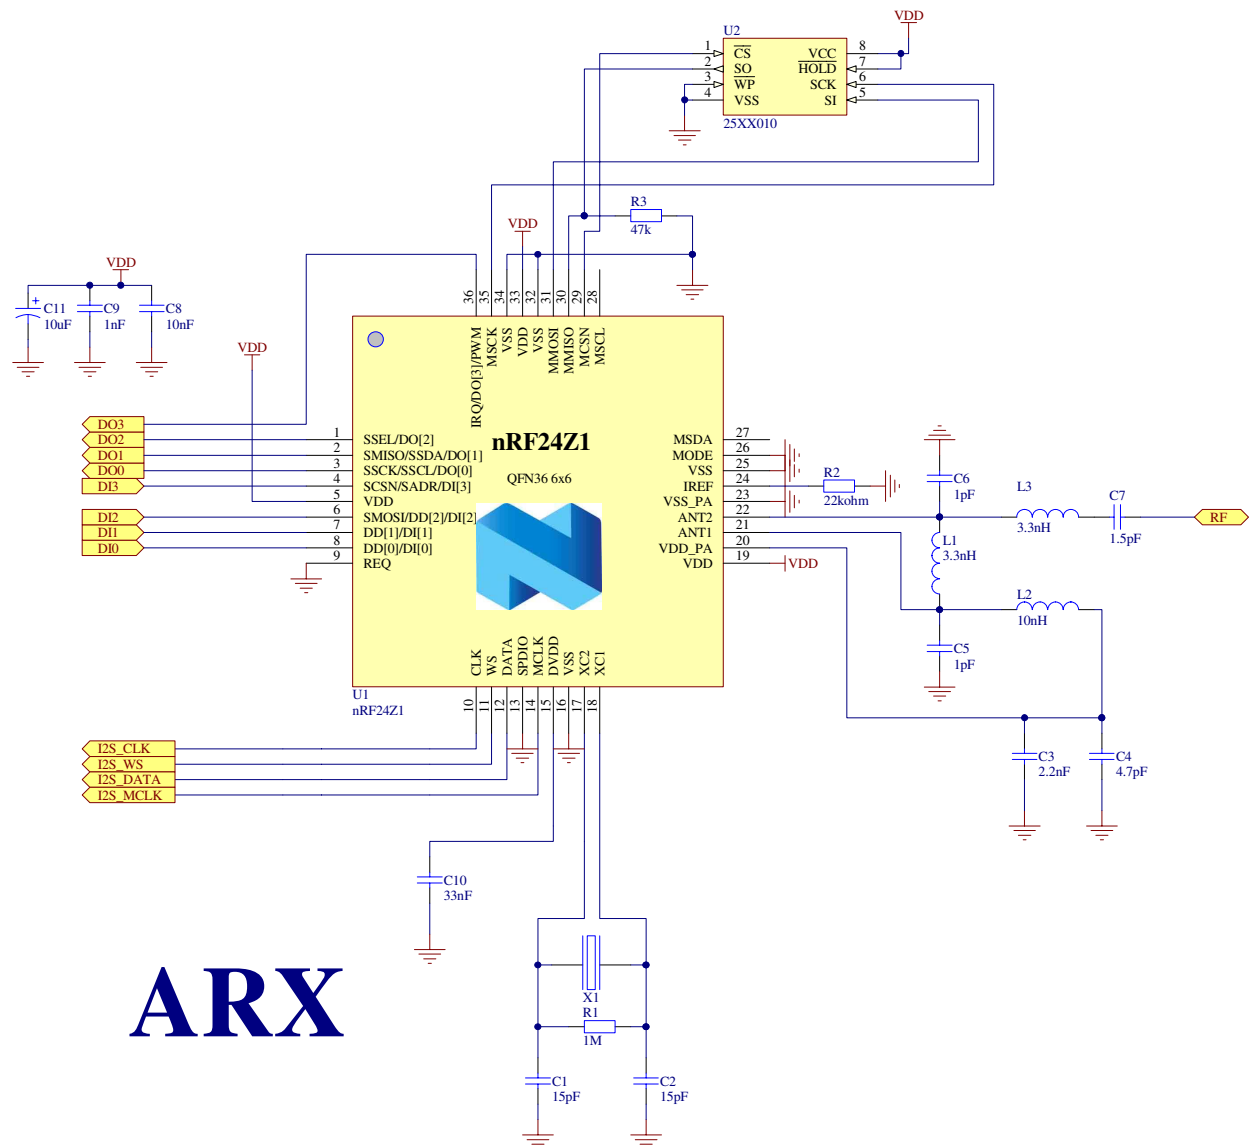 VDD
U2
1 CS VCC 8
2 SO HOLD 7
3 WP SCK 6
4 VSS SI 5
25XX010
R3
47k
VDD
VDD
C11 10uF
C9 1nF
C8 10nF
36 35 34 33 32 31 30 29 28
IRQ/DO[3]/PWM MSCK VSS VDD VSS MMOSI MMISO MCSN MSCL
VDD
DO3
DO2
DO1
DO0
DI3
DI2
DI1
DI0
1 SSEL/DO[2]
2 SMISO/SSDA/DO[1]
3 SSCK/SSCL/DO[0]
4 SCSN/SADR/DI[3]
5 VDD
6 SMOSI/DD[2]/DI[2]
7 DD[1]/DI[1]
8 DD[0]/DI[0]
9 REQ
nRF24Z1
QFN36 6x6
MSDA 27
MODE 26
VSS 25
IREF 24
VSS_PA 23
ANT2 22
ANT1 21
VDD_PA 20
VDD 19
VDD
R2
22kohm
C6
1pF
L3
3.3nH
C7
1.5pF
RF
L1
3.3nH
L2
10nH
C5
1pF
C3
2.2nF
C4
4.7pF
CLK WS DATA SPDIO MCLK DVDD VSS XC2 XC1
10 11 12 13 14 15 16 17 18
U1
nRF24Z1
I2S_CLK
I2S_WS
I2S_DATA
I2S_MCLK
C10
33nF
X1
R1
1M
C1
15pF
C2
15pF
ARX